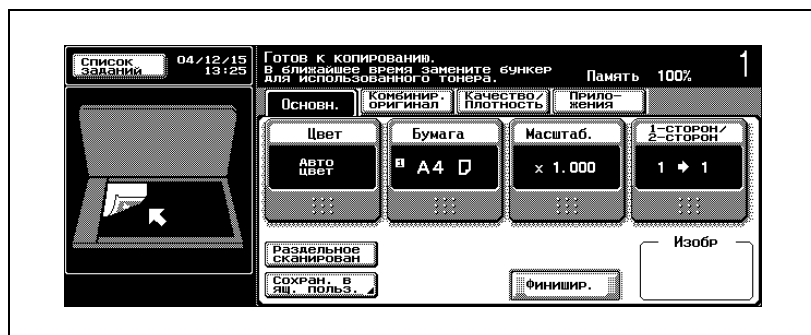 Список
заданий
04/12/15
13:25
Готов к копированию.
В ближайшее время замените бункер
для использованного тонера.
Память 100%
1
Основн.
Комбинир.
оригинал
Качество/
Плотность
Прило-
жения
Цвет
Бумага
Масштаб.
1-СТОРОН/
2-СТОРОН
Авто
цвет
1 A4
x 1.000
1 → 1
Раздельное
сканирован
Сохран. в
ящ. польз.
Финишир.
Изобр